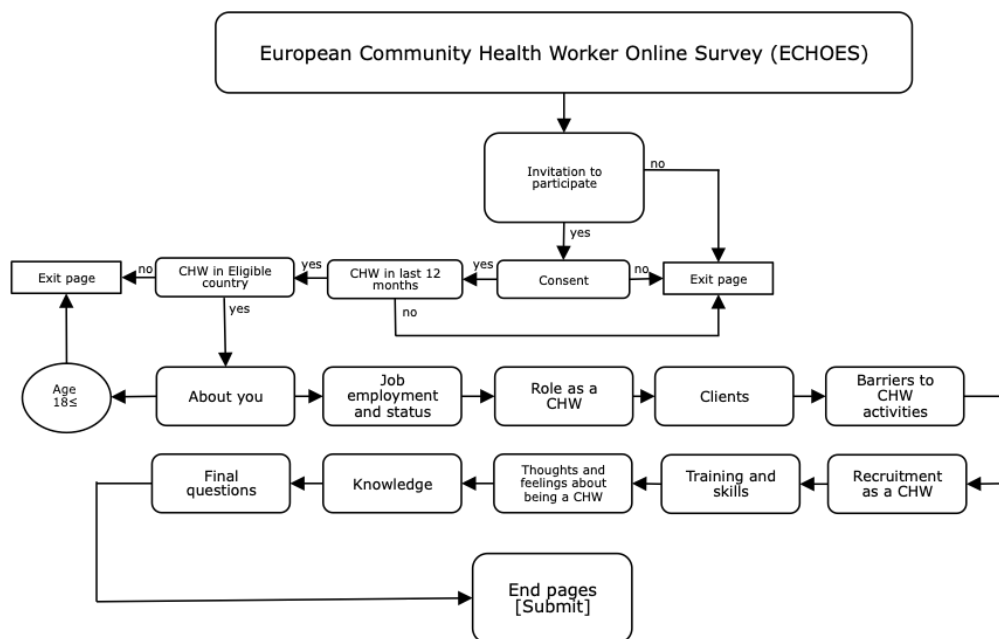 European Community Health Worker Online Survey (ECHOES)
Invitation to
participate
no
yes
Exit page
no
CHW in Eligible
country
yes
CHW in last 12
months
yes
Consent
no
Exit page
yes
no
Age
18≤
About you
Job
employment
and status
Role as a
CHW
Clients
Barriers to
CHW
activities
Final
questions
Knowledge
Thoughts and
feelings about
being a CHW
Training and
skills
Recruitment
as a CHW
End pages
[Submit]